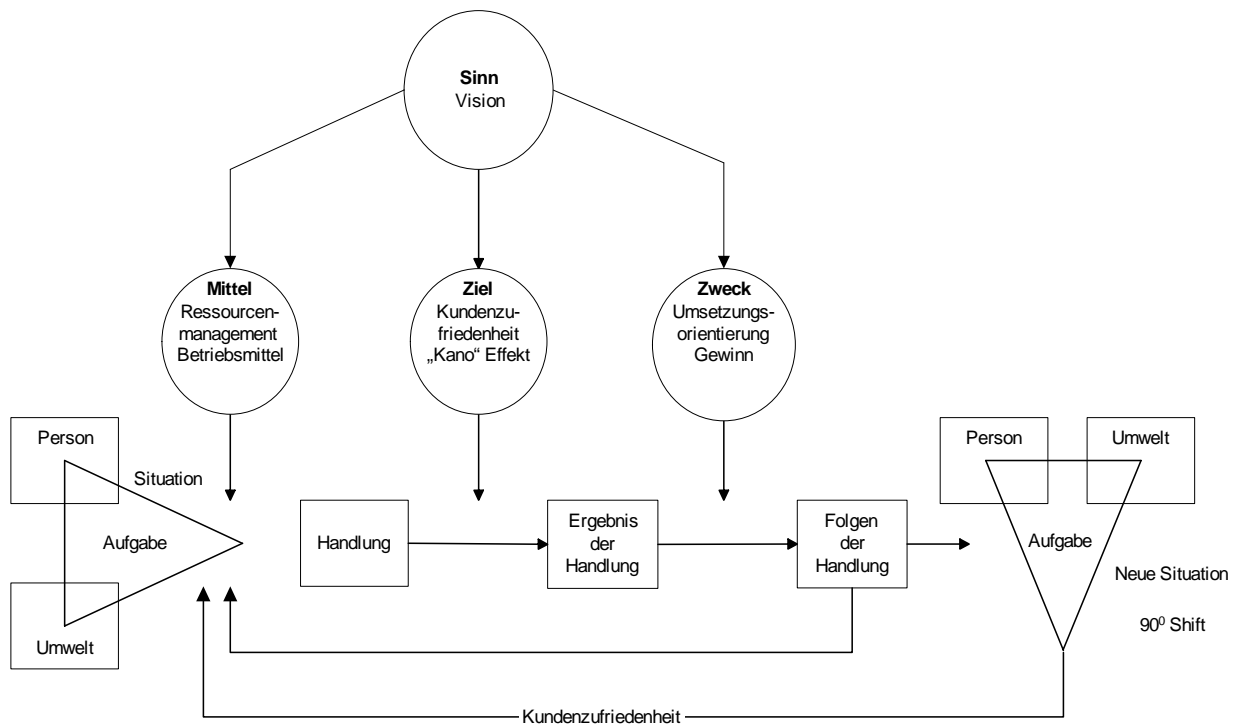 Sinn
Vision
Mittel
Ressourcen-
management
Betriebsmittel
Ziel
Kundenzu-
friedenheit
„Kano“ Effekt
Zweck
Umsetzungs-
orientierung
Gewinn
Person
Situation
Aufgabe
Umwelt
Handlung
Ergebnis
der
Handlung
Folgen
der
Handlung
Person
Umwelt
Aufgabe
Neue Situation
90⁰ Shift
Kundenzufriedenheit